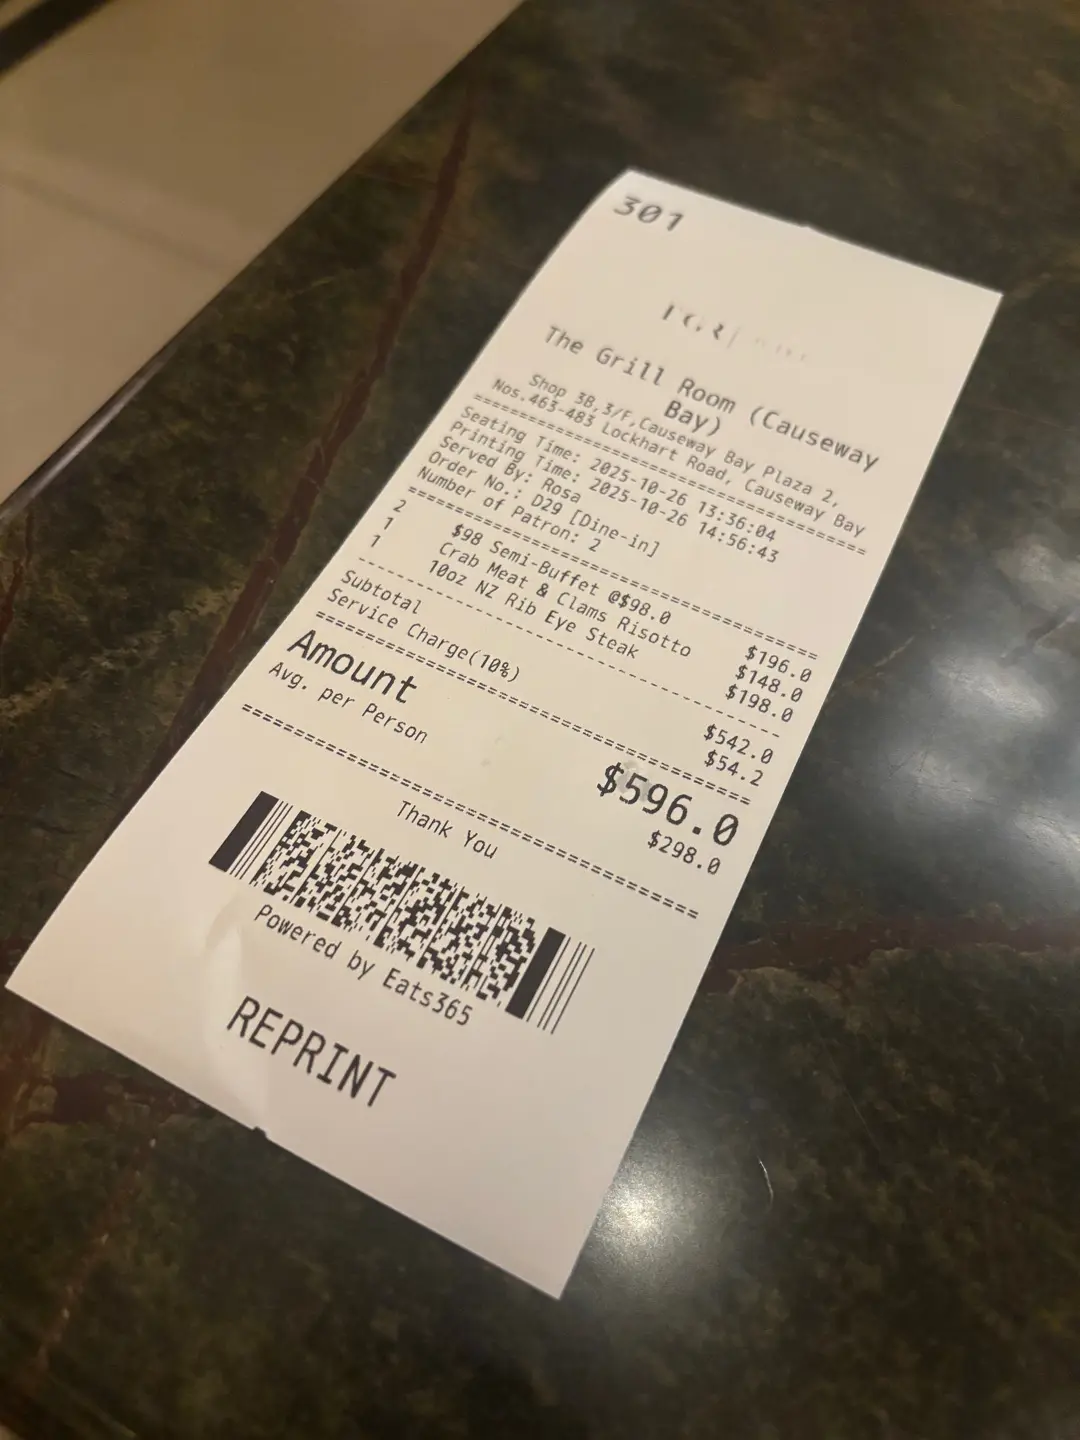 301
The Grill Room (Causeway
Bay)
Shop 3B,3/F,Causeway Bay Plaza 2,
Nos.463-483 Lockhart Road, Causeway Bay
===========================================
Seating Time: 2025-10-26 13:36:04
Printing Time: 2025-10-26 14:56:43
Served By: Rosa
Order No.: D29 [Dine-in]
Number of Patron: 2
===========================================
2 $98 Semi-Buffet @$98.0 $196.0
1 Crab Meat & Clams Risotto $148.0
1 10oz NZ Rib Eye Steak $198.0
-------------------------------------------
Subtotal $542.0
Service Charge(10%) $54.2
===========================================
Amount $596.0
Avg. per Person $298.0
===========================================
Thank You
Powered by Eats365
REPRINT